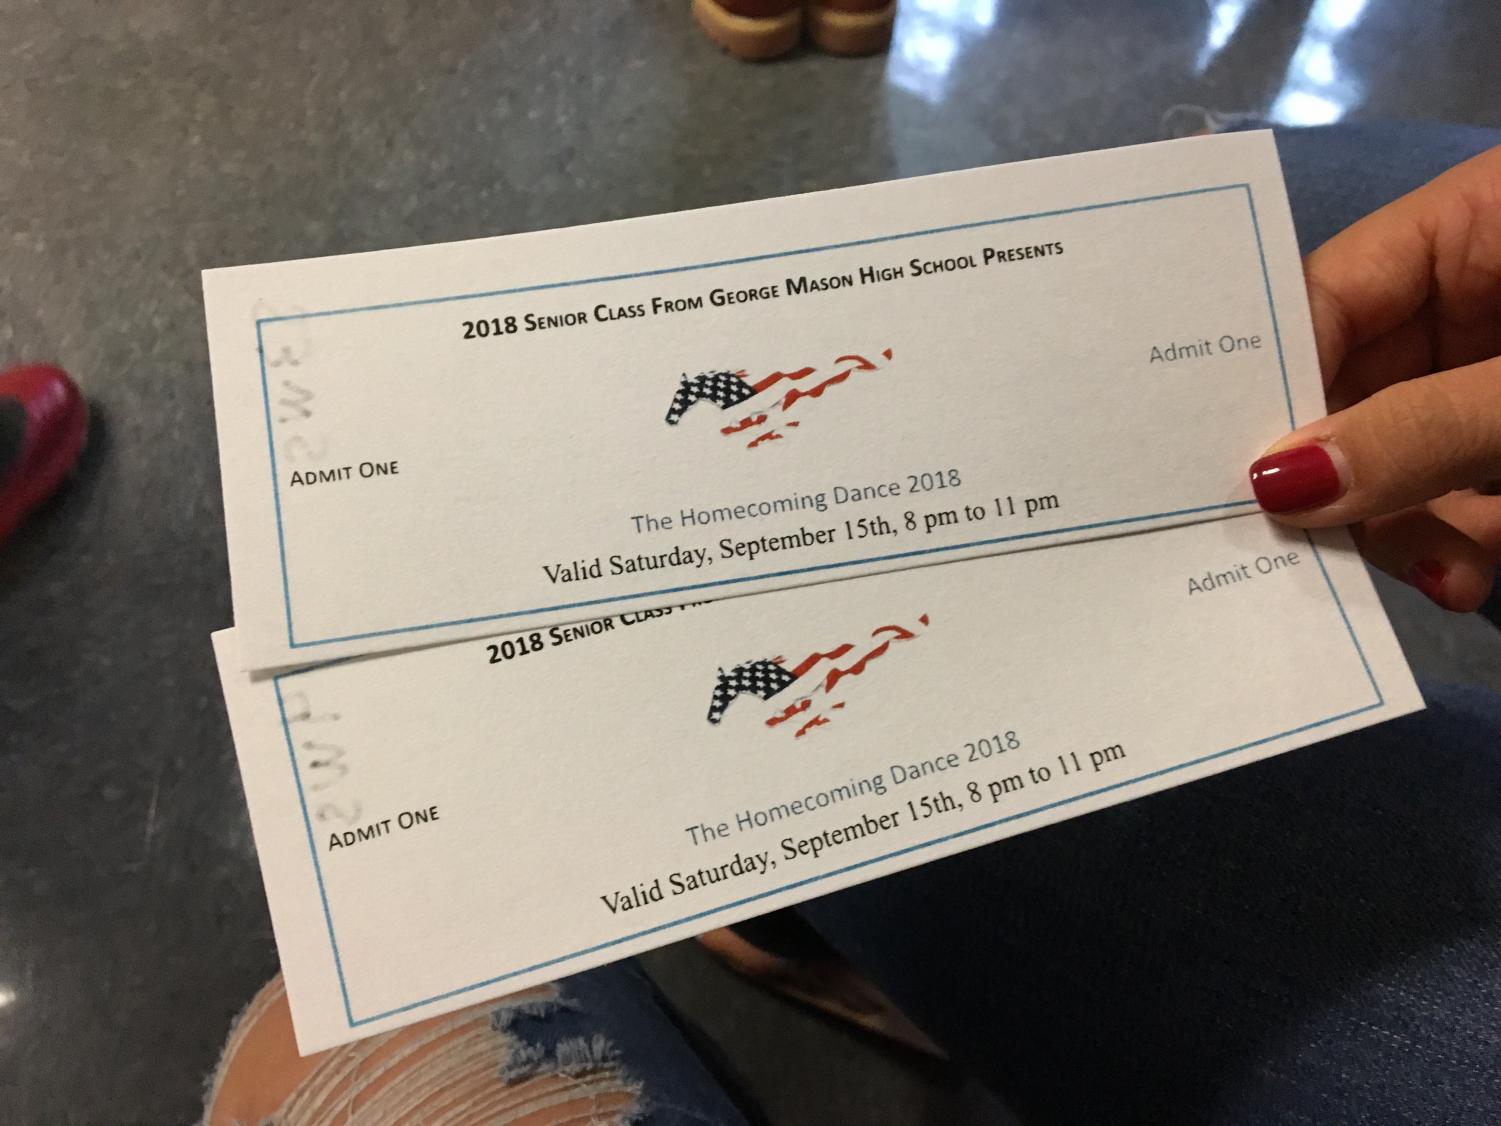 2018 Senior Class From George Mason High School Presents
Admit One
Admit One
The Homecoming Dance 2018
Valid Saturday, September 15th, 8 pm to 11 pm
2018 Senior Class
Admit One
Admit One
The Homecoming Dance 2018
Valid Saturday, September 15th, 8 pm to 11 pm